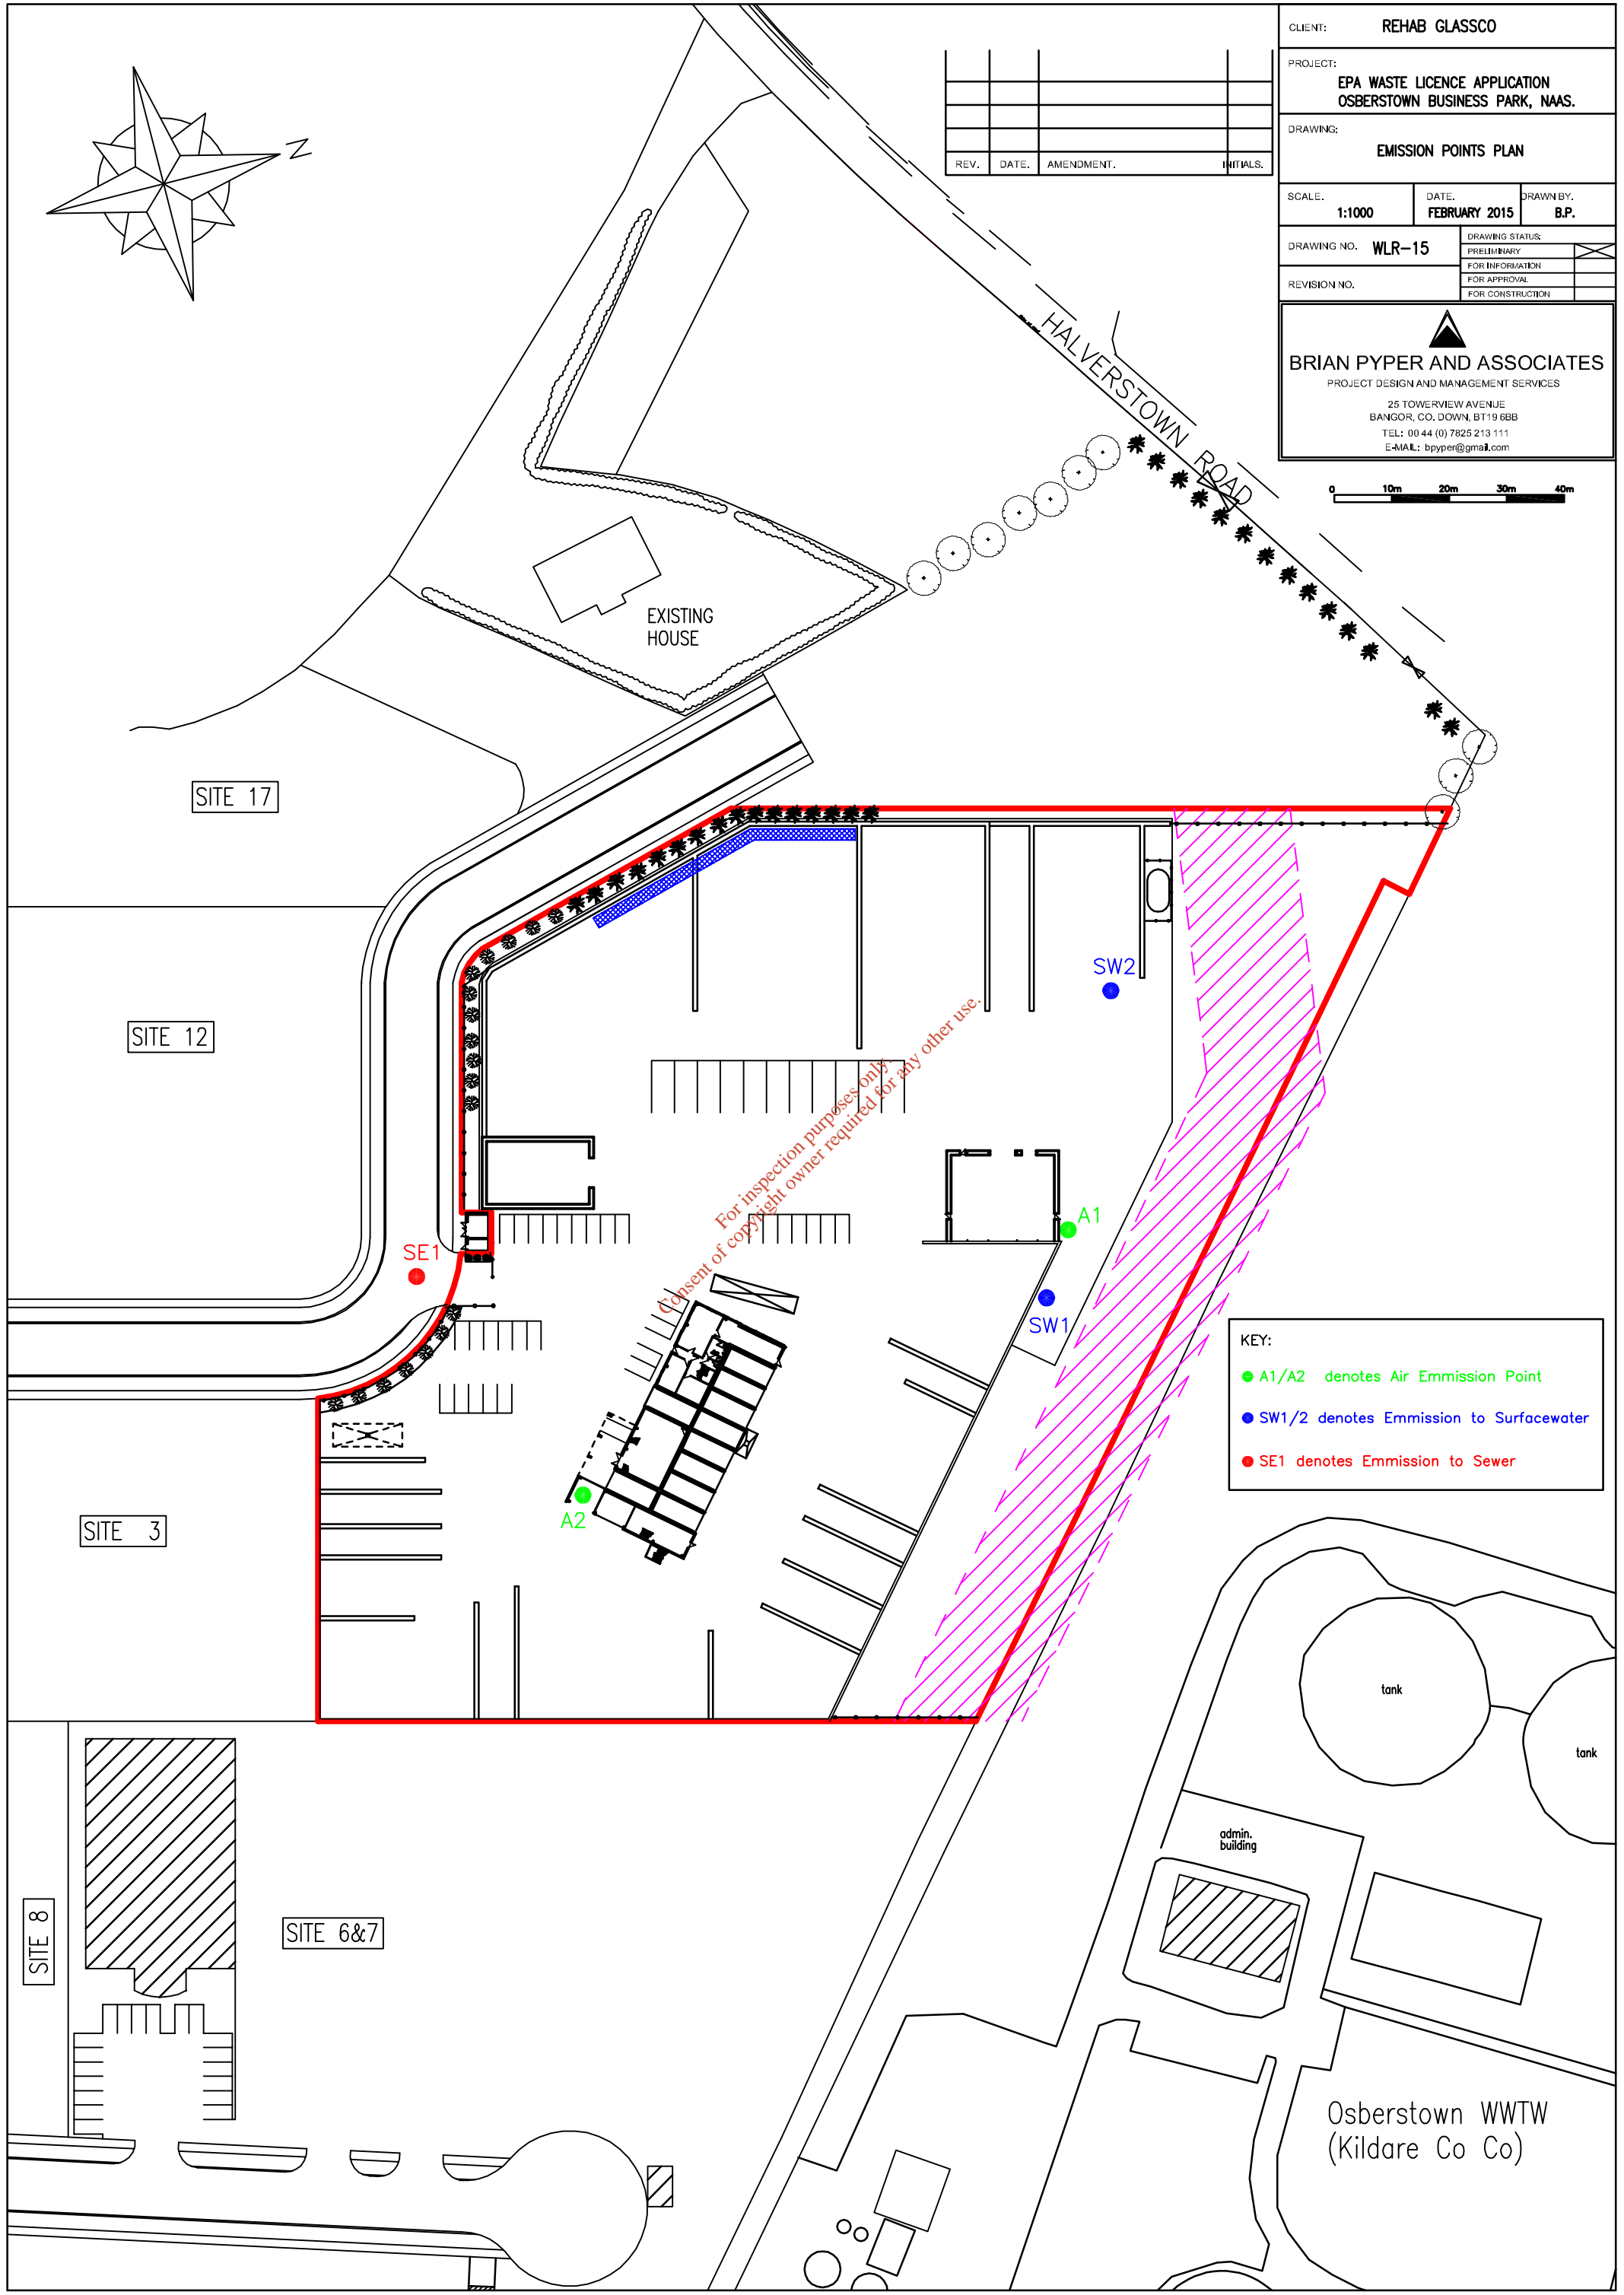 CLIENT: REHAB GLASSCO
PROJECT:
EPA WASTE LICENCE APPLICATION
OSBERSTOWN BUSINESS PARK, NAAS.
DRAWING:
EMISSION POINTS PLAN
SCALE. DATE. DRAWN BY.
1:1000 FEBRUARY 2015 B.P.
DRAWING NO. WLR-15
DRAWING STATUS:
PRELIMINARY
FOR INFORMATION
FOR APPROVAL
FOR CONSTRUCTION
REVISION NO.
BRIAN PYPER AND ASSOCIATES
PROJECT DESIGN AND MANAGEMENT SERVICES
25 TOWERVIEW AVENUE
BANGOR, CO. DOWN, BT19 6BB
TEL: 00 44 (0) 7825 213 111
E-MAIL: bpyper@gmail.com
REV. DATE. AMENDMENT. INITIALS.
0 10m 20m 30m 40m
N
HALVERSTOWN ROAD
EXISTING
HOUSE
SITE 17
SITE 12
SW2
For inspection purposes only.
Consent of copyright owner required for any other use.
A1
SE1
SW1
KEY:
A1/A2 denotes Air Emmission Point
SW1/2 denotes Emmission to Surfacewater
SE1 denotes Emmission to Sewer
A2
SITE 3
tank
tank
admin.
building
SITE 8
SITE 6&7
Osberstown WWTW
(Kildare Co Co)